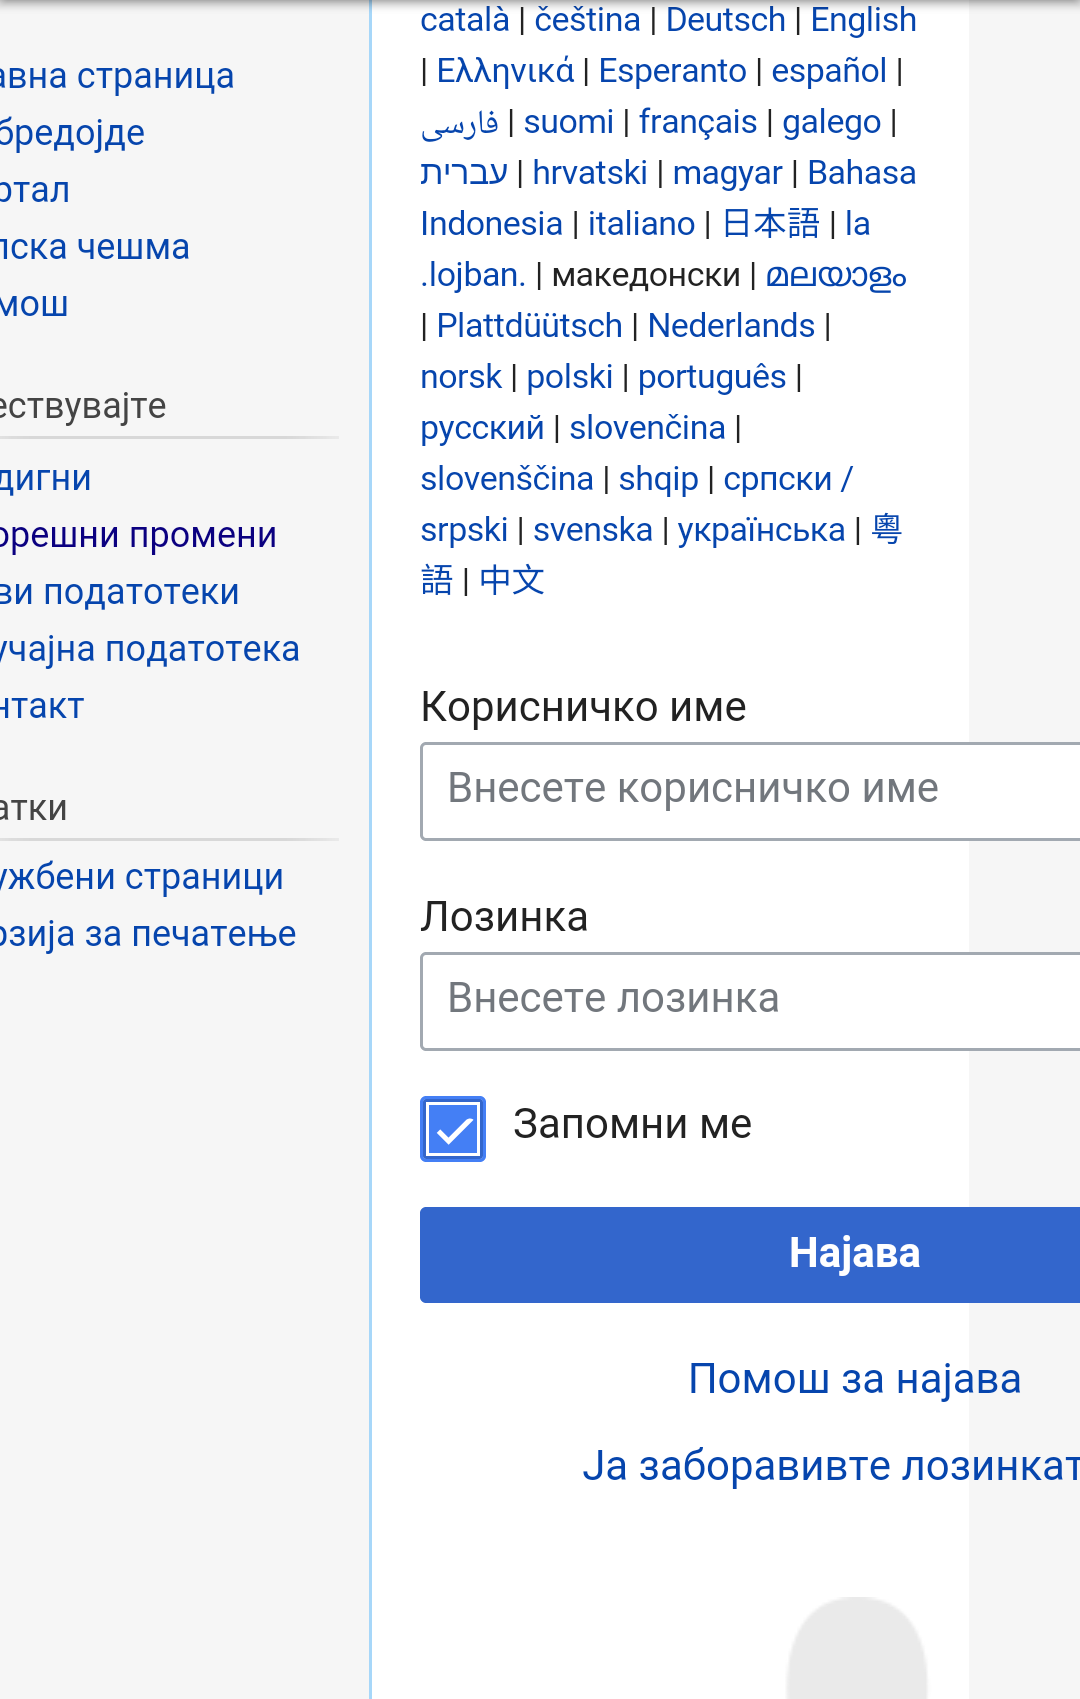 авна страница
бредојде
ртал
пска чешма
мош
ествувајте
дигни
орешни промени
ви податотеки
учајна податотека
нтакт
атки
ужбени страници
рзија за печатење
català | čeština | Deutsch | English
| Ελληνικά | Esperanto | español |
فارسی | suomi | français | galego |
עברית | hrvatski | magyar | Bahasa
Indonesia | italiano | 日本語 | la
.lojban. | македонски | മലയാളം
| Plattdüütsch | Nederlands |
norsk | polski | português |
русский | slovenčina |
slovenščina | shqip | српски /
srpski | svenska | українська | 粵
語 | 中文
Корисничко име
Внесете корисничко име
Лозинка
Внесете лозинка
Запомни ме
Најава
Помош за најава
Ја заборавивте лозинкат